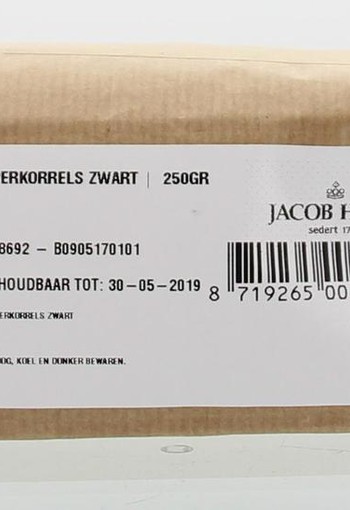 ERKORRELS ZWART | 250GR
JACOB H
sedert 17
8692 – B0905170101
HOUDBAAR TOT: 30-05-2019
8 719265 00
ERKORRELS ZWART
OG, KOEL EN DONKER BEWAREN.